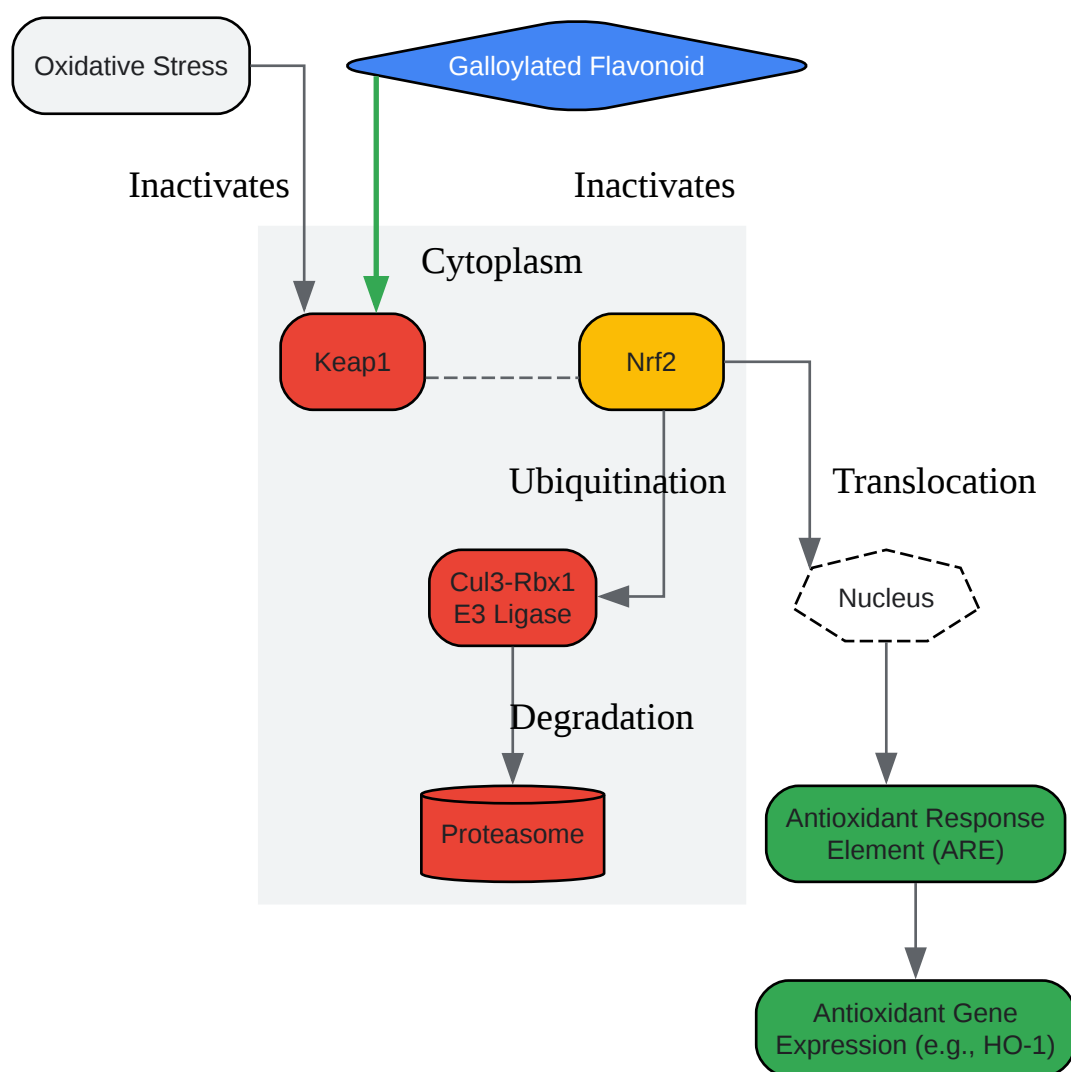 Oxidative Stress
Galloylated Flavonoid
Inactivates
Inactivates
Cytoplasm
Keap1
Nrf2
Ubiquitination
Translocation
Cul3-Rbx1
E3 Ligase
Nucleus
Degradation
Proteasome
Antioxidant Response
Element (ARE)
Antioxidant Gene
Expression (e.g., HO-1)